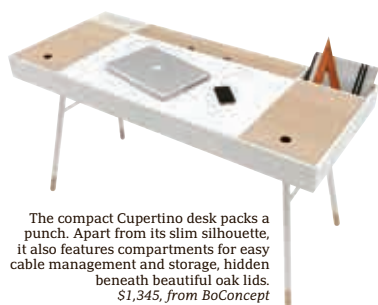 The compact Cupertino desk packs a
punch. Apart from its slim silhouette,
it also features compartments for easy
cable management and storage, hidden
beneath beautiful oak lids.
$1,345, from BoConcept